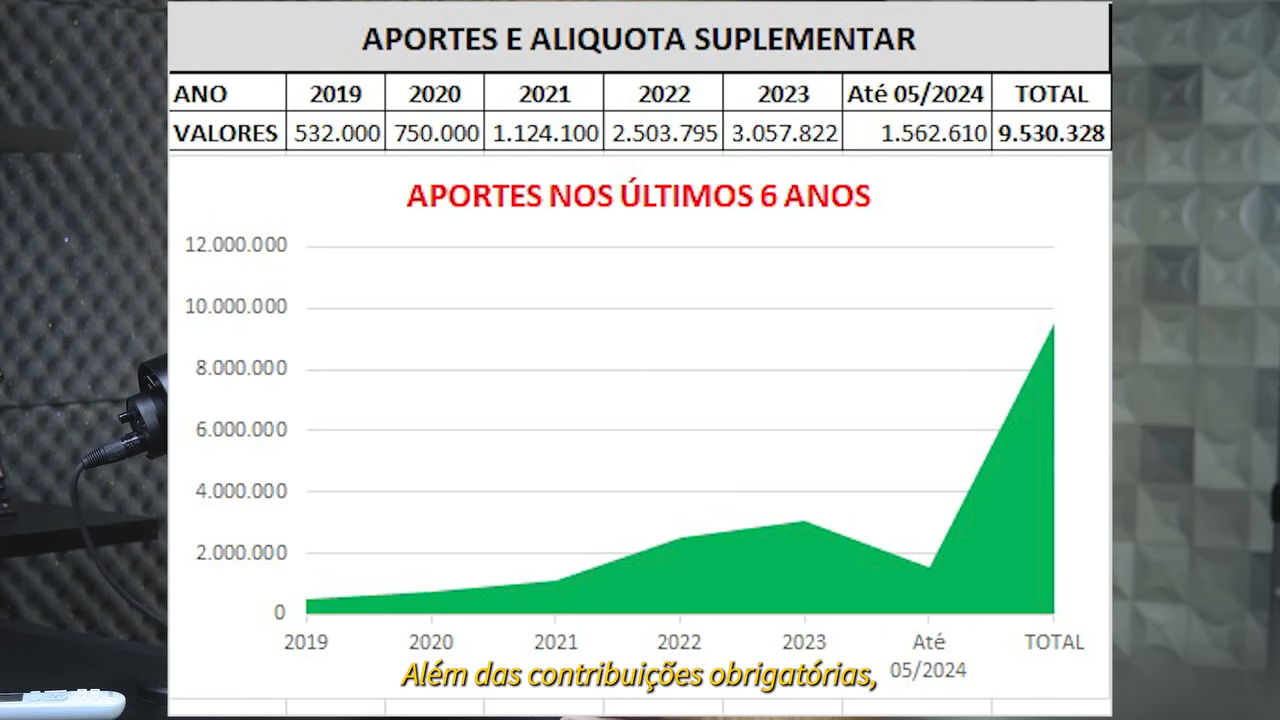 APORTES E ALIQUOTA SUPLEMENTAR
ANO 2019 2020 2021 2022 2023 Até 05/2024 TOTAL
VALORES 532.000 750.000 1.124.100 2.503.795 3.057.822 1.562.610 9.530.328
APORTES NOS ÚLTIMOS 6 ANOS
12.000.000
10.000.000
8.000.000
6.000.000
4.000.000
2.000.000
0
2019 2020 2021 2022 2023 Até 05/2024 TOTAL
Além das contribuições obrigatórias,